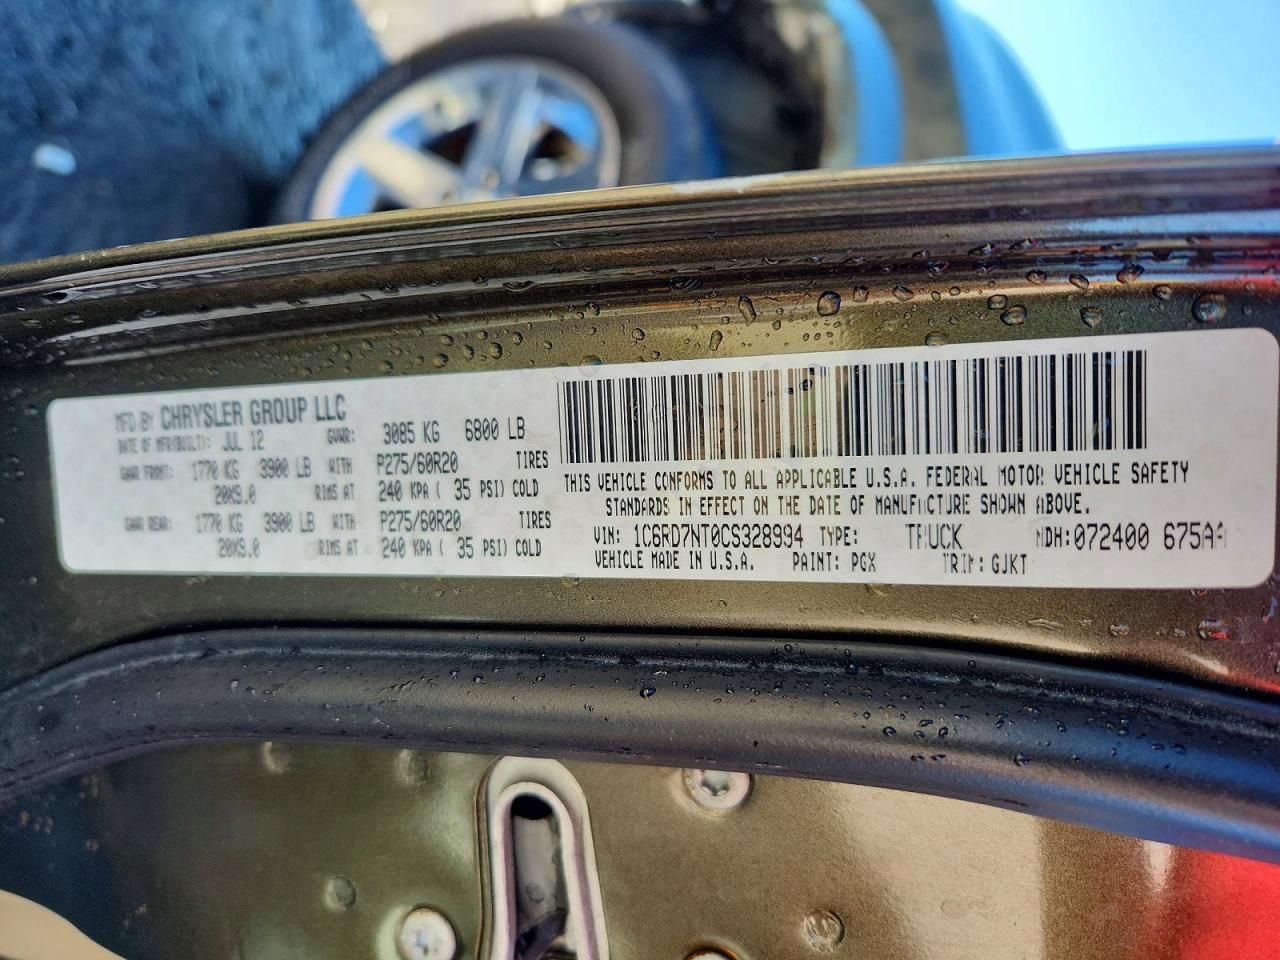 MFD BY CHRYSLER GROUP LLC
DATE OF MFR(BUILT): JUL 12 GVWR: 3085 KG 6800 LB
GAWR FRONT: 1770 KG 3900 LB WITH P275/60R20 TIRES
20X9.0 RIMS AT 240 KPA ( 35 PSI) COLD
GAWR REAR: 1770 KG 3900 LB WITH P275/60R20 TIRES
20X9.0 RIMS AT 240 KPA ( 35 PSI) COLD
THIS VEHICLE CONFORMS TO ALL APPLICABLE U.S.A. FEDERAL MOTOR VEHICLE SAFETY
STANDARDS IN EFFECT ON THE DATE OF MANUFACTURE SHOWN ABOVE.
VIN: 1C6RD7NT0CS328994 TYPE: TRUCK MDH:072400 675AA
VEHICLE MADE IN U.S.A. PAINT: PGX TRIM: GJKT